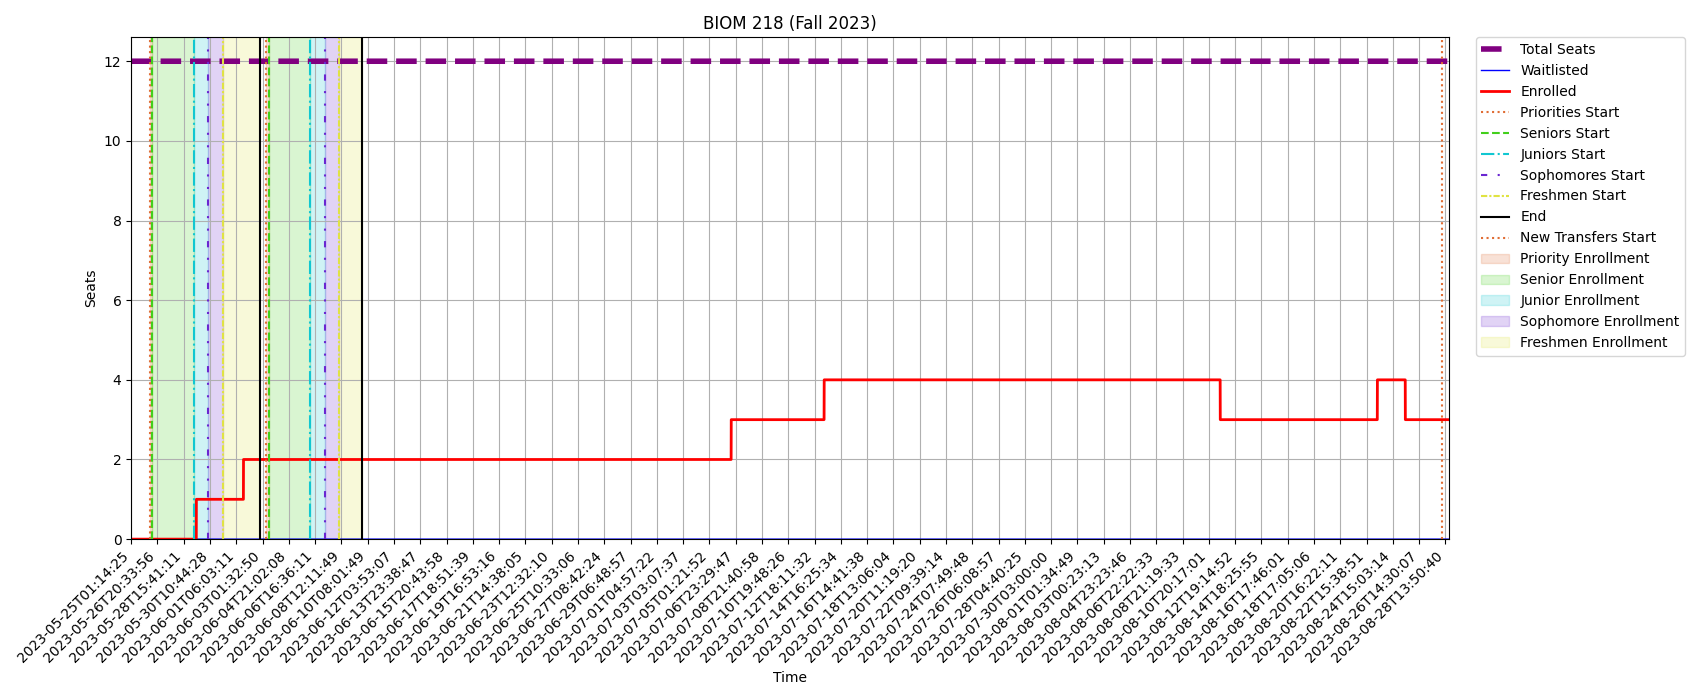 BIOM 218 (Fall 2023)
Seats
12
10
8
6
4
2
0
2023-05-25T01:14:25
2023-05-26T20:33:56
2023-05-28T15:41:11
2023-05-30T10:44:28
2023-06-01T06:03:11
2023-06-03T01:32:50
2023-06-04T21:02:08
2023-06-06T16:36:11
2023-06-08T12:11:49
2023-06-10T08:01:49
2023-06-12T03:53:07
2023-06-13T23:38:47
2023-06-15T20:43:58
2023-06-17T18:51:39
2023-06-19T16:53:16
2023-06-21T14:38:05
2023-06-23T12:32:10
2023-06-25T10:33:06
2023-06-27T08:42:24
2023-06-29T06:48:57
2023-07-01T04:57:22
2023-07-03T03:07:37
2023-07-05T01:21:52
2023-07-06T23:29:47
2023-07-08T21:40:58
2023-07-10T19:48:26
2023-07-12T18:11:32
2023-07-14T16:25:34
2023-07-16T14:41:38
2023-07-18T13:06:04
2023-07-20T11:19:20
2023-07-22T09:39:14
2023-07-24T07:49:48
2023-07-26T06:08:57
2023-07-28T04:40:25
2023-07-30T03:00:00
2023-08-01T01:34:49
2023-08-03T00:23:13
2023-08-04T23:23:46
2023-08-06T22:22:33
2023-08-08T21:19:33
2023-08-10T20:17:01
2023-08-12T19:14:52
2023-08-14T18:25:55
2023-08-16T17:46:01
2023-08-18T17:05:06
2023-08-20T16:22:11
2023-08-22T15:38:51
2023-08-24T15:03:14
2023-08-26T14:30:07
2023-08-28T13:50:40
Time
Total Seats
Waitlisted
Enrolled
Priorities Start
Seniors Start
Juniors Start
Sophomores Start
Freshmen Start
End
New Transfers Start
Priority Enrollment
Senior Enrollment
Junior Enrollment
Sophomore Enrollment
Freshmen Enrollment